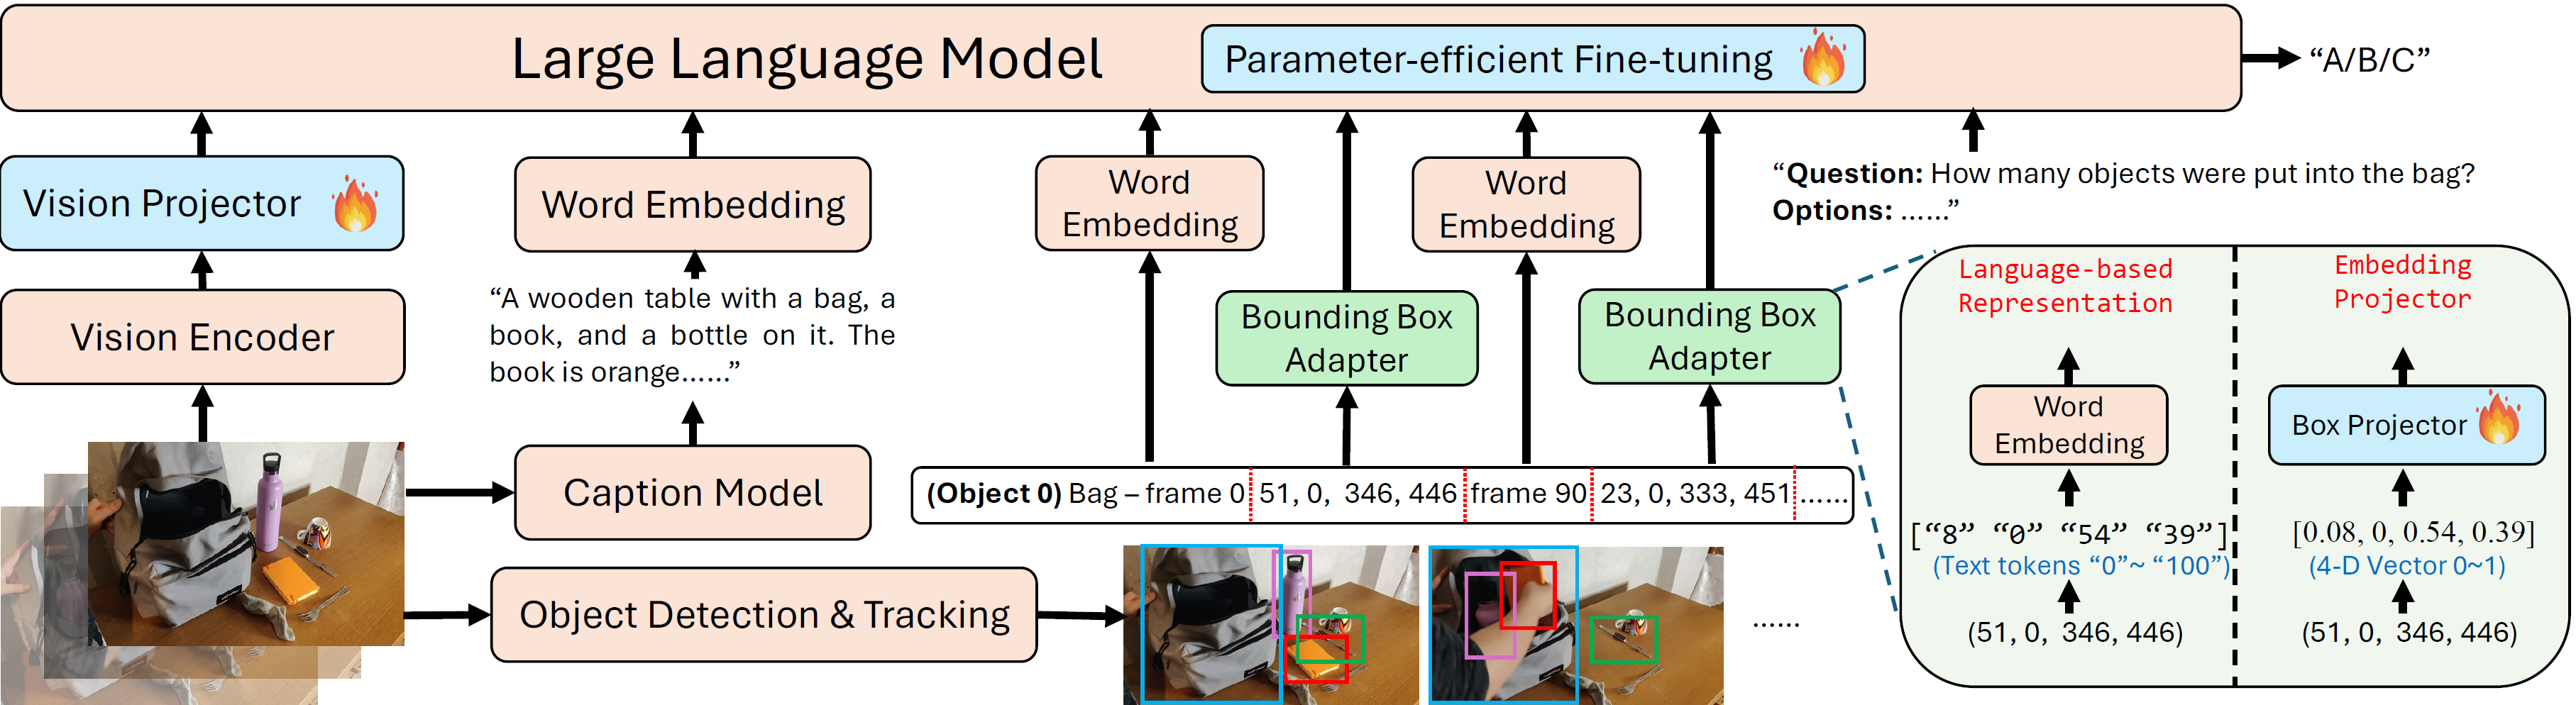 Large Language Model
Parameter-efficient Fine-tuning
“A/B/C”
Vision Projector
Word Embedding
Word
Embedding
Word
Embedding
“Question: How many objects were put into the bag?
Options: ......”
Vision Encoder
“A wooden table with a bag, a
book, and a bottle on it. The
book is orange......”
Bounding Box
Adapter
Bounding Box
Adapter
Language-based
Representation
Embedding
Projector
Word
Embedding
Box Projector
Caption Model
(Object 0) Bag – frame 0 51, 0, 346, 446 frame 90 23, 0, 333, 451 ......
[“8” “0” “54” “39”]
(Text tokens “0”~ “100”)
[0.08, 0, 0.54, 0.39]
(4-D Vector 0~1)
Object Detection & Tracking
......
(51, 0, 346, 446)
(51, 0, 346, 446)